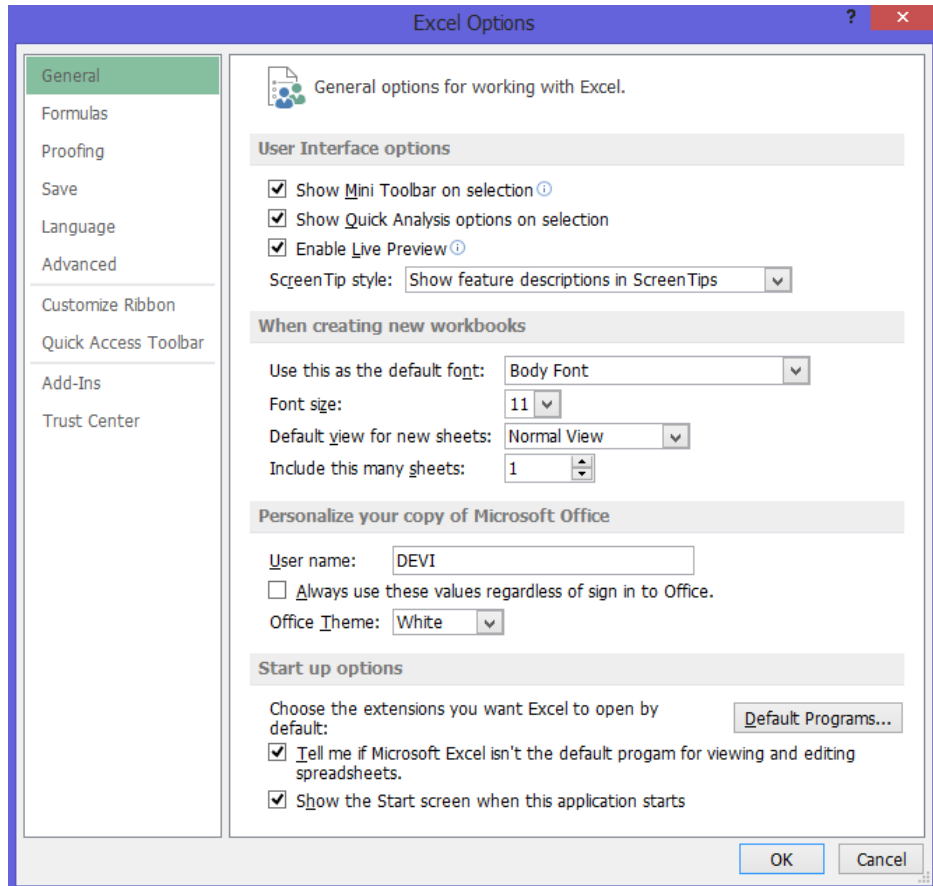 Excel Options
?
General
Formulas
Proofing
Save
Language
Advanced
Customize Ribbon
Quick Access Toolbar
Add-Ins
Trust Center
General options for working with Excel.
User Interface options
Show Mini Toolbar on selection
Show Quick Analysis options on selection
Enable Live Preview
ScreenTip style: Show feature descriptions in ScreenTips
When creating new workbooks
Use this as the default font: Body Font
Font size: 11
Default view for new sheets: Normal View
Include this many sheets: 1
Personalize your copy of Microsoft Office
User name: DEVI
Always use these values regardless of sign in to Office.
Office Theme: White
Start up options
Choose the extensions you want Excel to open by
default:
Default Programs...
Tell me if Microsoft Excel isn't the default progam for viewing and editing
spreadsheets.
Show the Start screen when this application starts
OK Cancel